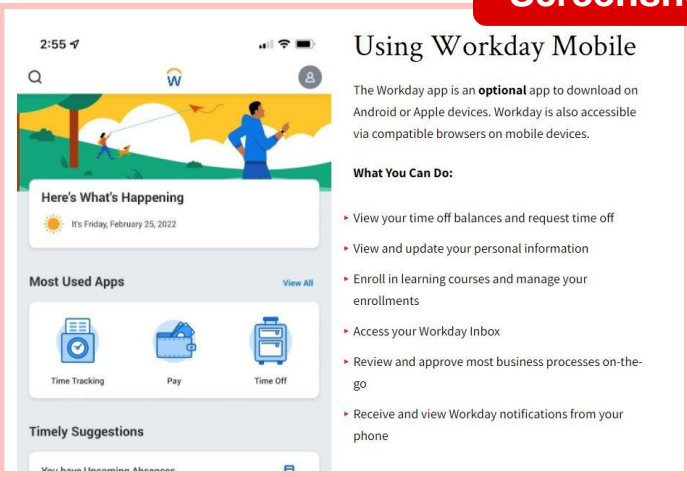 Screensh
2:55
W
Here's What's Happening
It's Friday, February 25, 2022
Most Used Apps
View All
Time Tracking
Pay
Time Off
Timely Suggestions
You have Upcoming Absences
Using Workday Mobile
The Workday app is an optional app to download on
Android or Apple devices. Workday is also accessible
via compatible browsers on mobile devices.
What You Can Do:
View your time off balances and request time off
View and update your personal information
Enroll in learning courses and manage your
enrollments
Access your Workday Inbox
Review and approve most business processes on-the-
go
Receive and view Workday notifications from your
phone